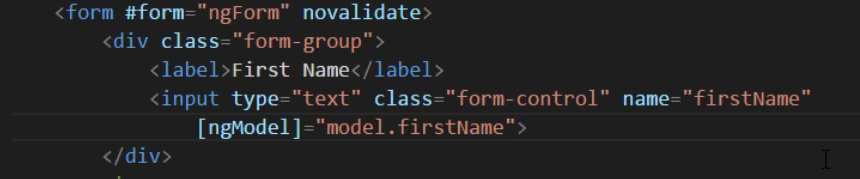 <form #form="ngForm" novalidate>
<div class="form-group">
<label>First Name</label>
<input type="text" class="form-control" name="firstName"
[ngModel]="model.firstName">
</div>